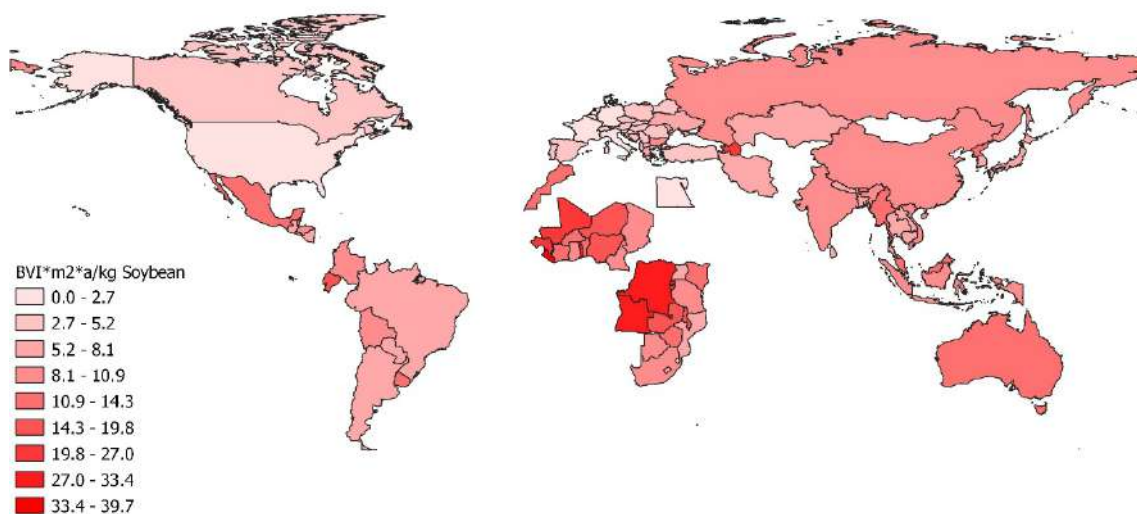 BVI*m2*a/kg Soybean
0.0 - 2.7
2.7 - 5.2
5.2 - 8.1
8.1 - 10.9
10.9 - 14.3
14.3 - 19.8
19.8 - 27.0
27.0 - 33.4
33.4 - 39.7